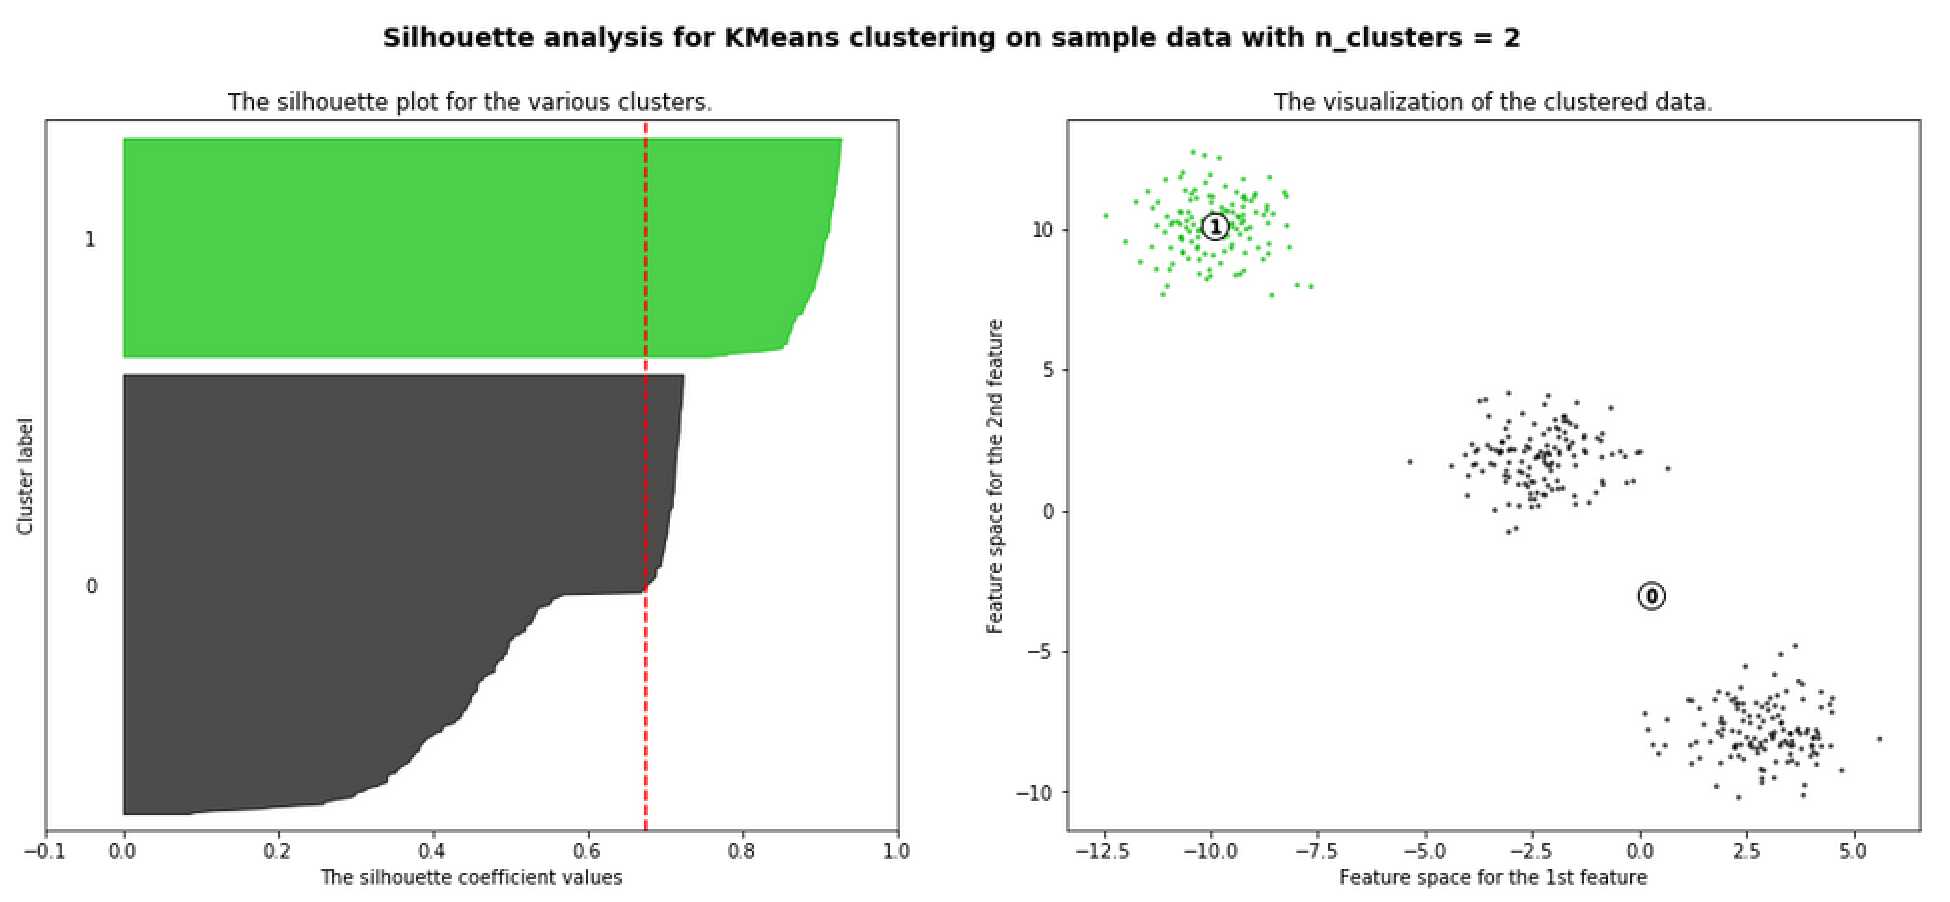 Silhouette analysis for KMeans clustering on sample data with n_clusters = 2
The silhouette plot for the various clusters.
1
0
Cluster label
−0.1 0.0 0.2 0.4 0.6 0.8 1.0
The silhouette coefficient values
The visualization of the clustered data.
10
5
0
−5
−10
Feature space for the 2nd feature
1
0
−12.5 −10.0 −7.5 −5.0 −2.5 0.0 2.5 5.0
Feature space for the 1st feature